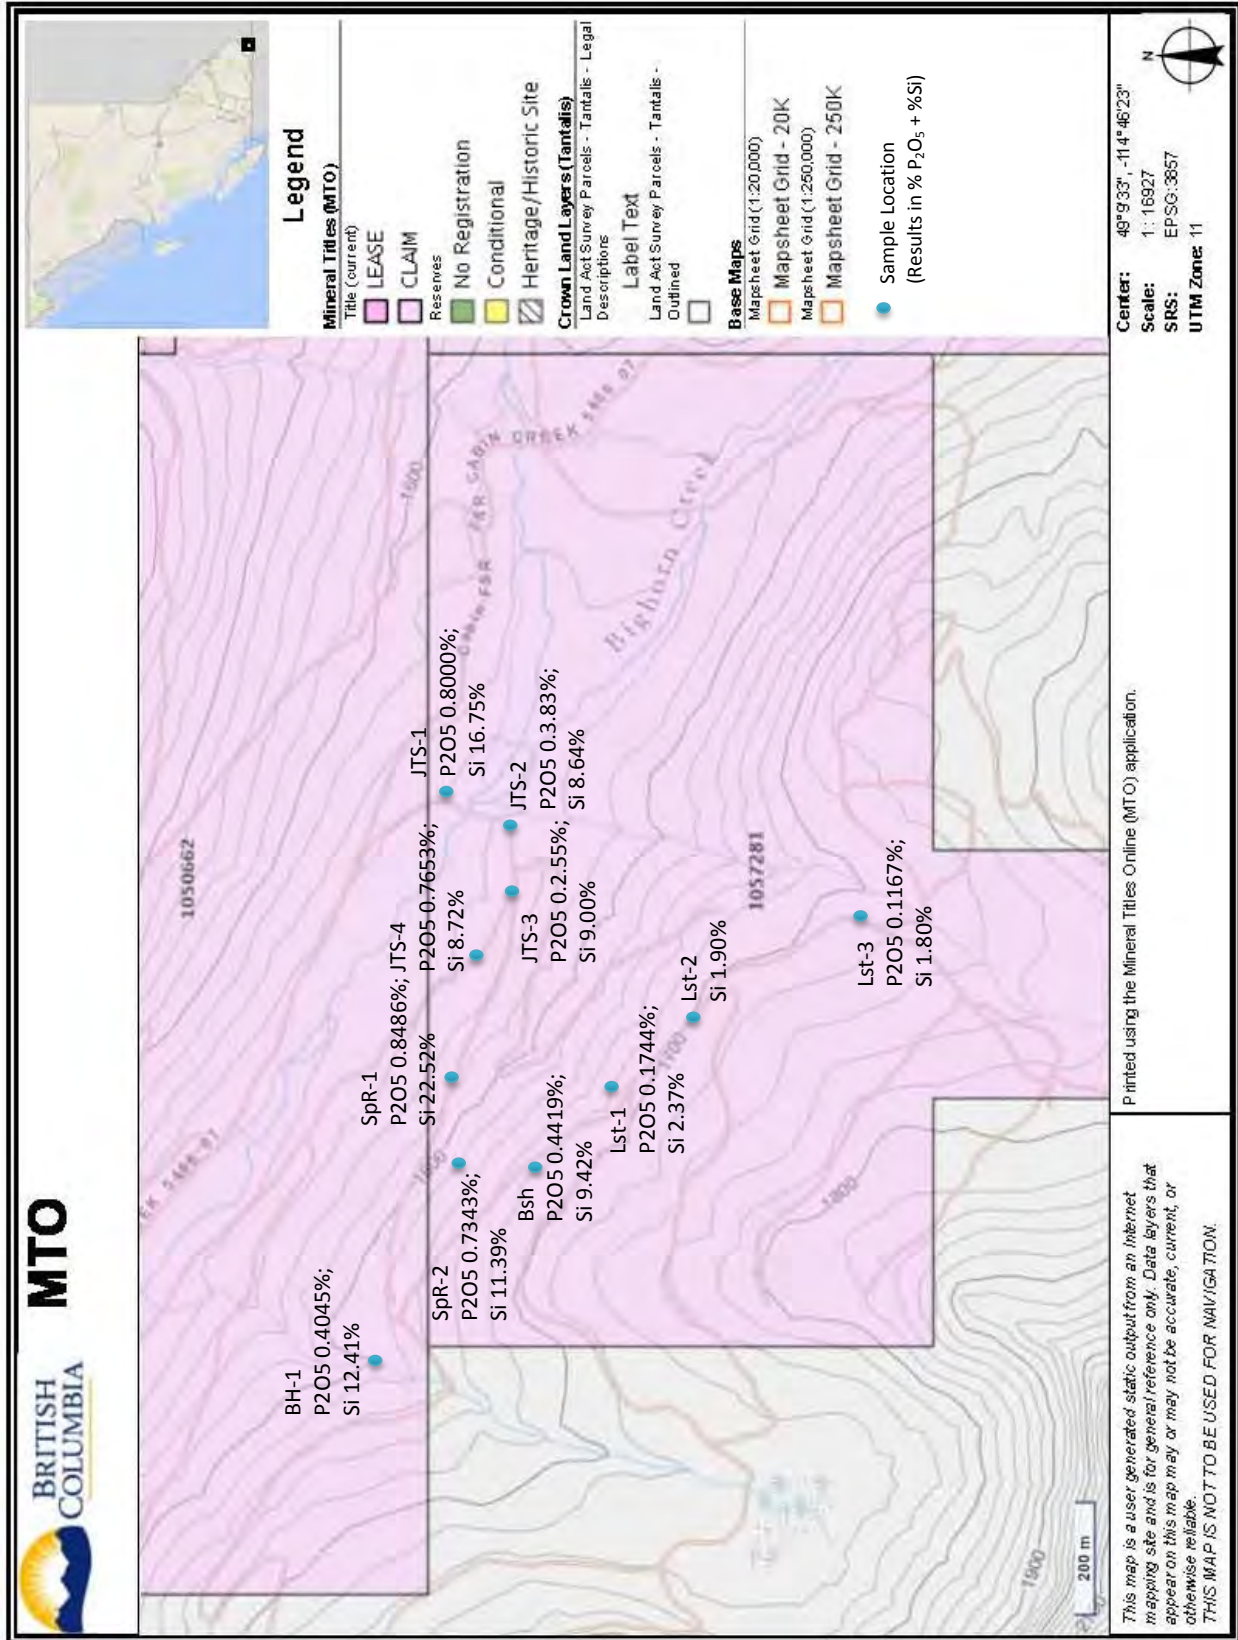 BRITISH
COLUMBIA
MTO
EK 5466 07
1050662
BH-1
P2O5 0.4045%;
Si 12.41%
SpR-1
P2O5 0.8486%; JTS-4
Si 22.52%
P2O5 0.7653%;
Si 8.72%
JTS-1
P2O5 0.8000%;
Si 16.75%
SpR-2
P2O5 0.7343%;
Si 11.39%
Bsh
P2O5 0.4419%;
Si 9.42%
JTS-3
P2O5 0.2.55%;
Si 9.00%
JTS-2
P2O5 0.3.83%;
Si 8.64%
Lst-1
P2O5 0.1744%;
Si 2.37%
Lst-2
Si 1.90%
Lst-3
P2O5 0.1167%;
Si 1.80%
1600
CABIN CREEK 5466 07
Bighorn Creek
1057281
1700
1800
1900
200 m
Legend
Mineral Titles (MTO)
Title (current)
LEASE
CLAIM
Reserves
No Registration
Conditional
Heritage/Historic Site
Crown Land Layers (Tantalis)
Land Act Survey Parcels - Tantalis - Legal
Descriptions
Label Text
Land Act Survey Parcels - Tantalis -
Outlined
Base Maps
Mapsheet Grid (1:20,000)
Mapsheet Grid - 20K
Mapsheet Grid (1:250,000)
Mapsheet Grid - 250K
Sample Location
(Results in % P₂O₅ + %Si)
This map is a user generated static output from an Internet
mapping site and is for general reference only. Data layers that
appear on this map may or may not be accurate, current, or
otherwise reliable.
THIS MAP IS NOT TO BE USED FOR NAVIGATION.
Printed using the Mineral Titles Online (MTO) application.
Center: 49°9'33", -114°46'23"
Scale: 1: 16927
SRS: EPSG:3857
UTM Zone: 11
N